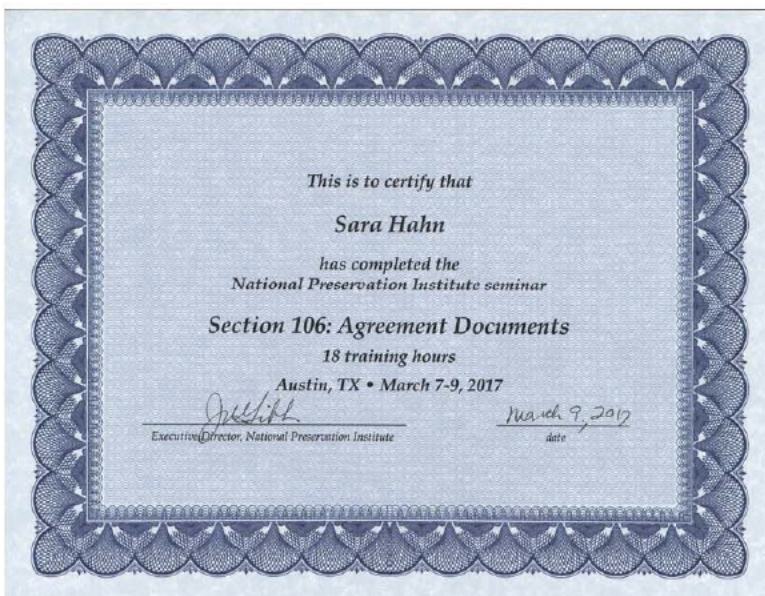 This is to certify that
Sara Hahn
has completed the
National Preservation Institute seminar
Section 106: Agreement Documents
18 training hours
Austin, TX • March 7-9, 2017
March 9, 2017
Executive Director, National Preservation Institute
date